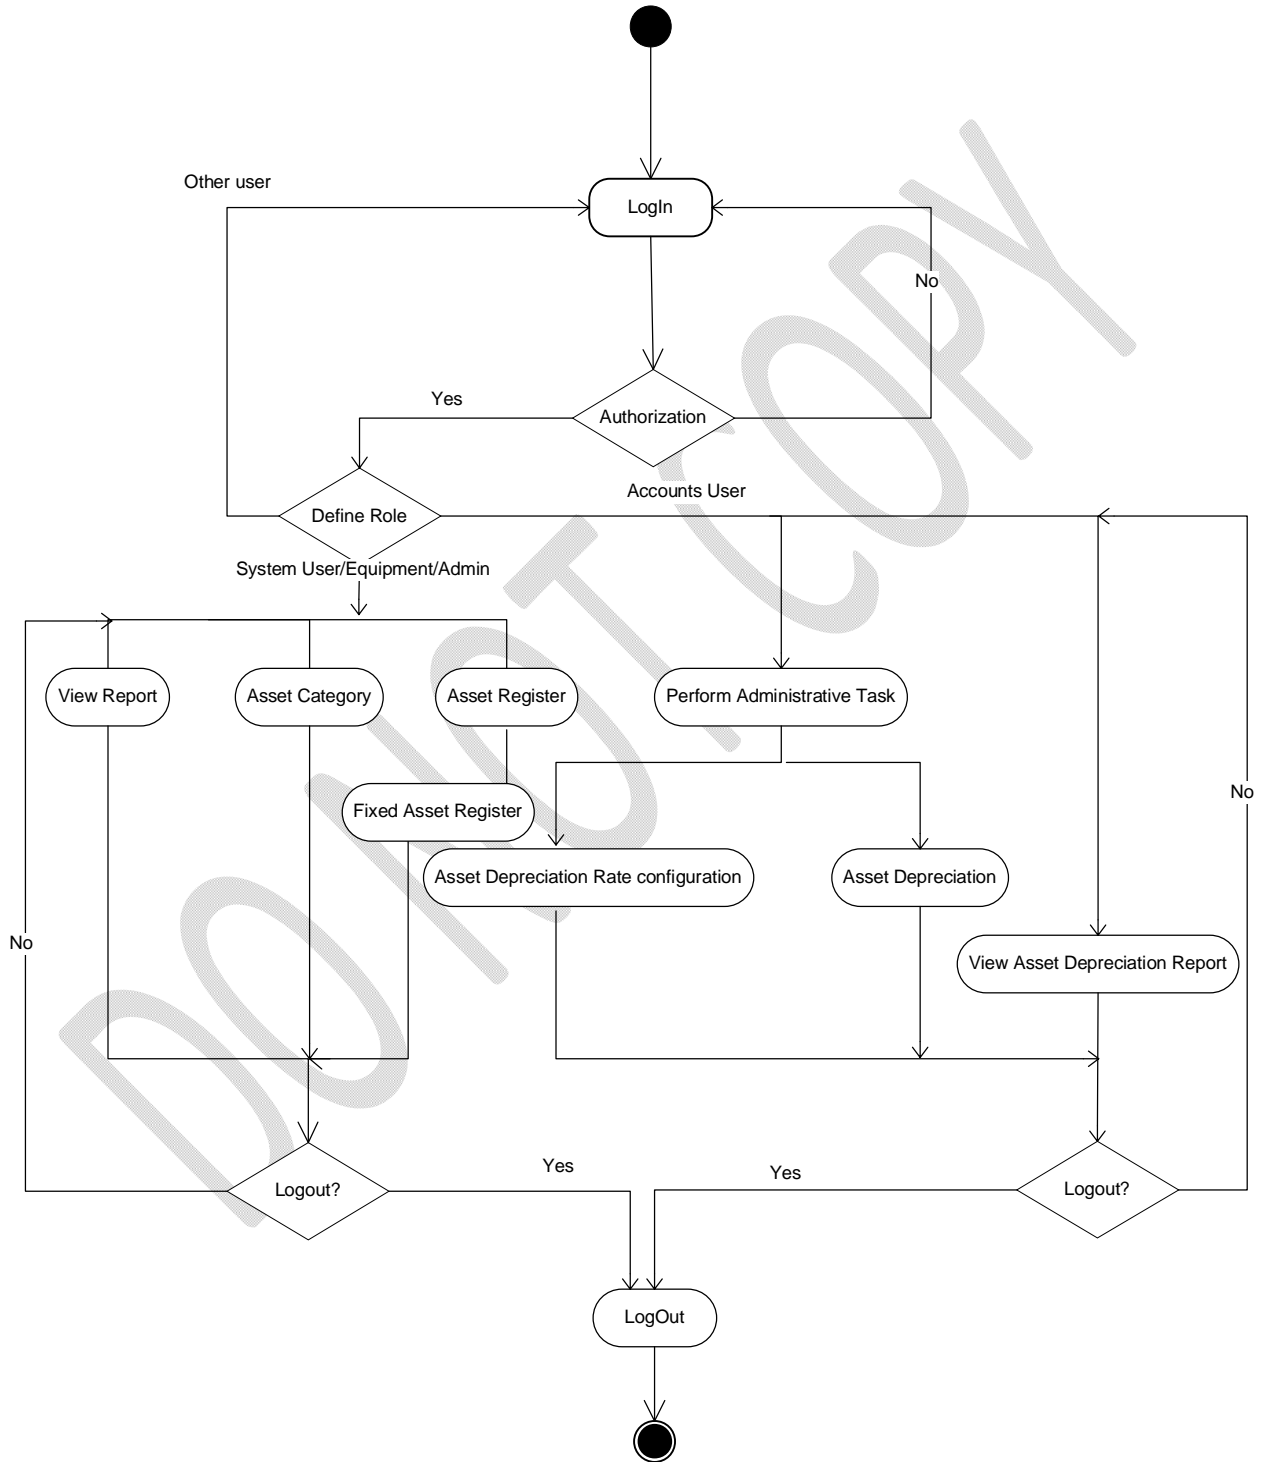 Other user
LogIn
No
Yes
Authorization
Accounts User
Define Role
System User/Equipment/Admin
View Report
Asset Category
Asset Register
Perform Administrative Task
No
Fixed Asset Register
Asset Depreciation Rate configuration
Asset Depreciation
No
View Asset Depreciation Report
Yes
Yes
Logout?
Logout?
LogOut
DO NOT COPY